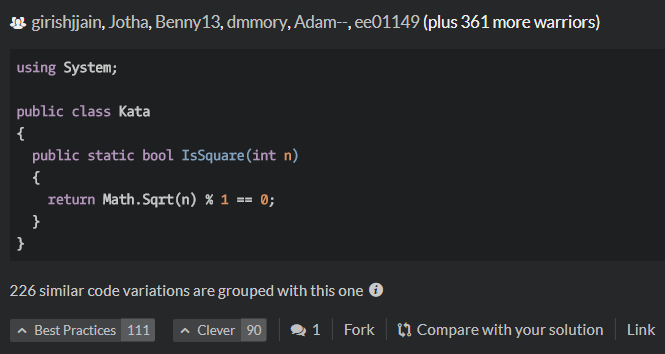 girishjjain, Jotha, Benny13, dmmory, Adam--, ee01149 (plus 361 more warriors)
using System;
public class Kata
{
public static bool IsSquare(int n)
{
return Math.Sqrt(n) % 1 == 0;
}
}
226 similar code variations are grouped with this one
Best Practices 111 Clever 90 1 Fork Compare with your solution Link